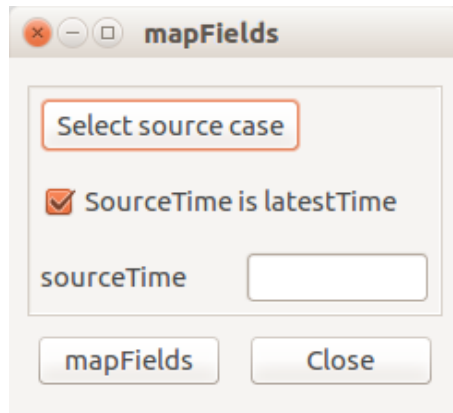 mapFields
Select source case
SourceTime is latestTime
sourceTime
mapFields Close